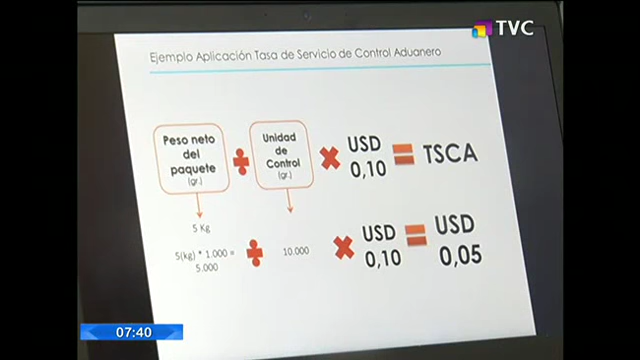 TVC
Ejemplo Aplicación Tasa de Servicio de Control Aduanero
Peso neto
del
paquete
(gr.)
Unidad
de
Control
(gr.)
USD
0,10
TSCA
5 Kg
5(kg) * 1.000 =
5.000
10.000
USD
0,10
USD
0,05
07:40